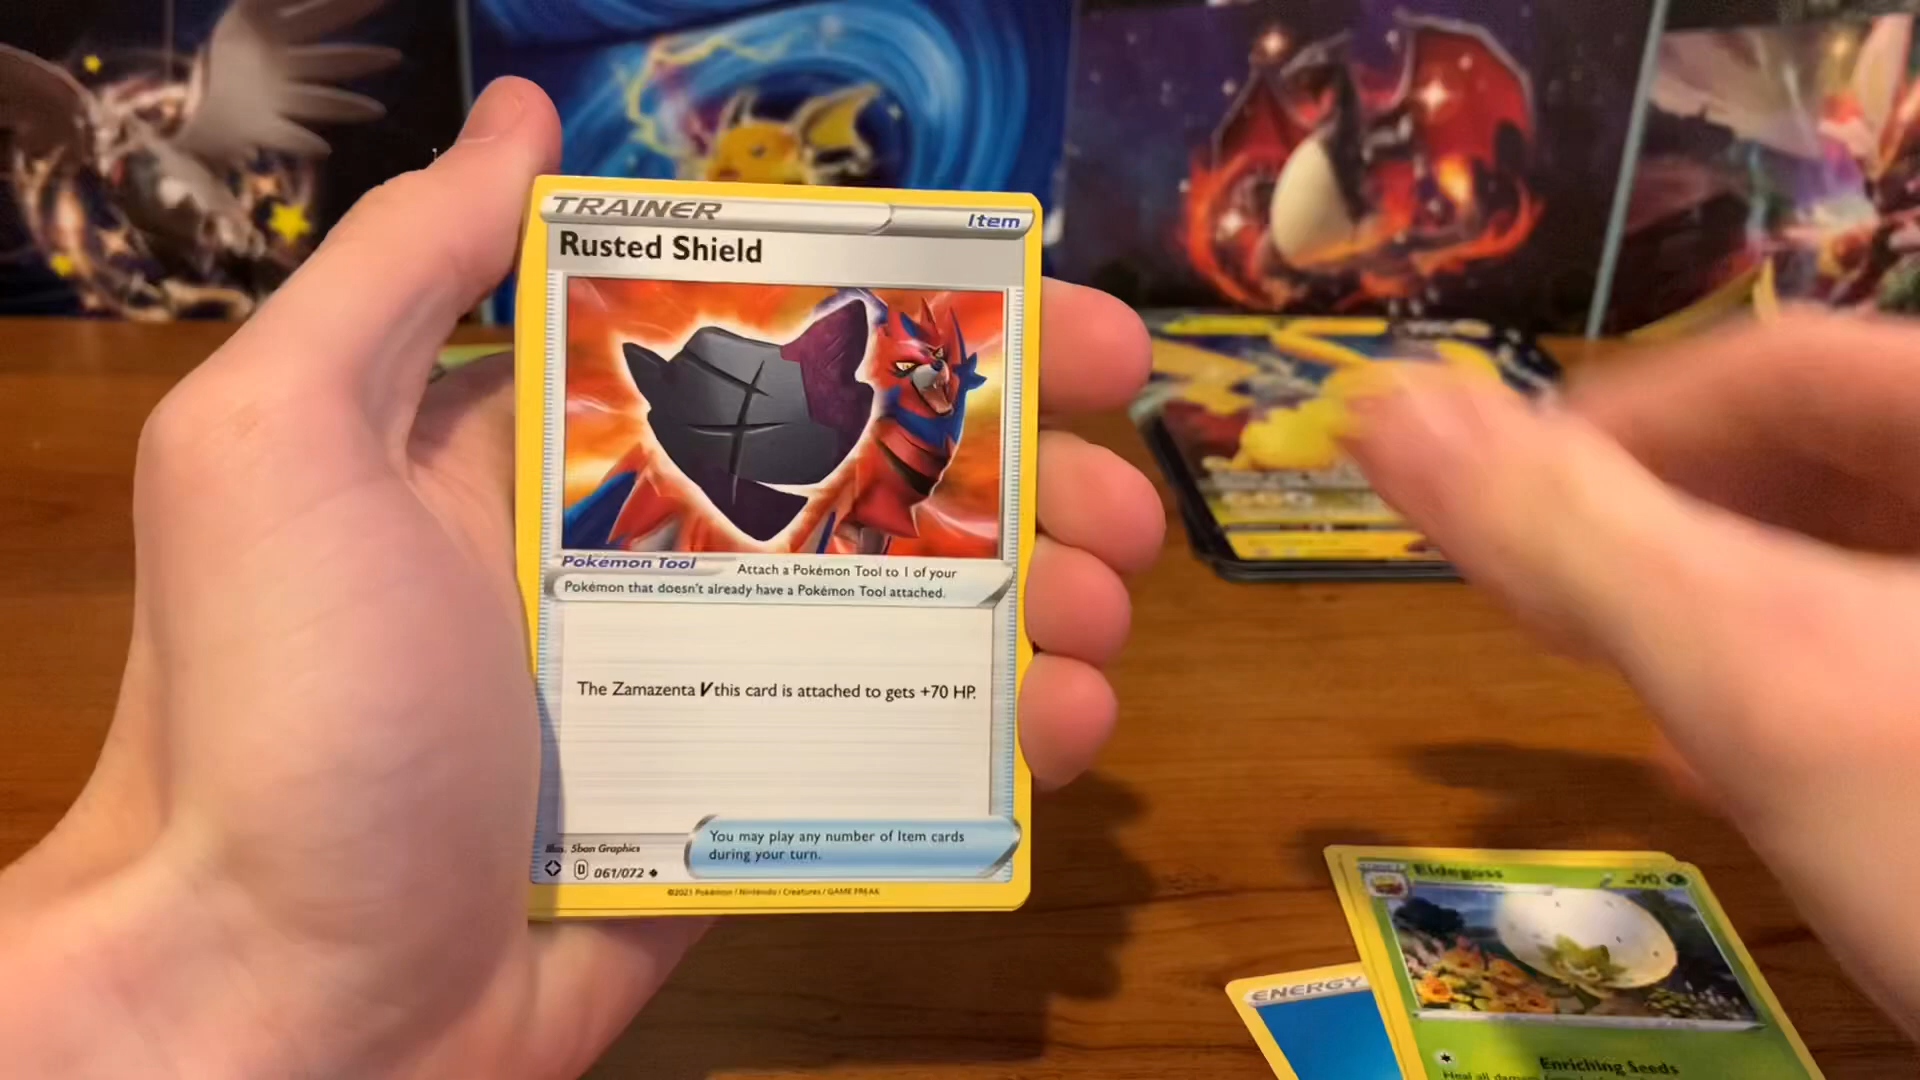 TRAINER
Item
Rusted Shield
Pokémon Tool
Attach a Pokémon Tool to 1 of your
Pokémon that doesn't already have a Pokémon Tool attached.
The Zamazenta V this card is attached to gets +70 HP.
You may play any number of Item cards
during your turn.
Illus. 5ban Graphics
D 061/072
©2021 Pokémon / Nintendo / Creatures / GAME FREAK
Eldegoss
HP 90
ENERGY
Enriching Seeds
Heal all